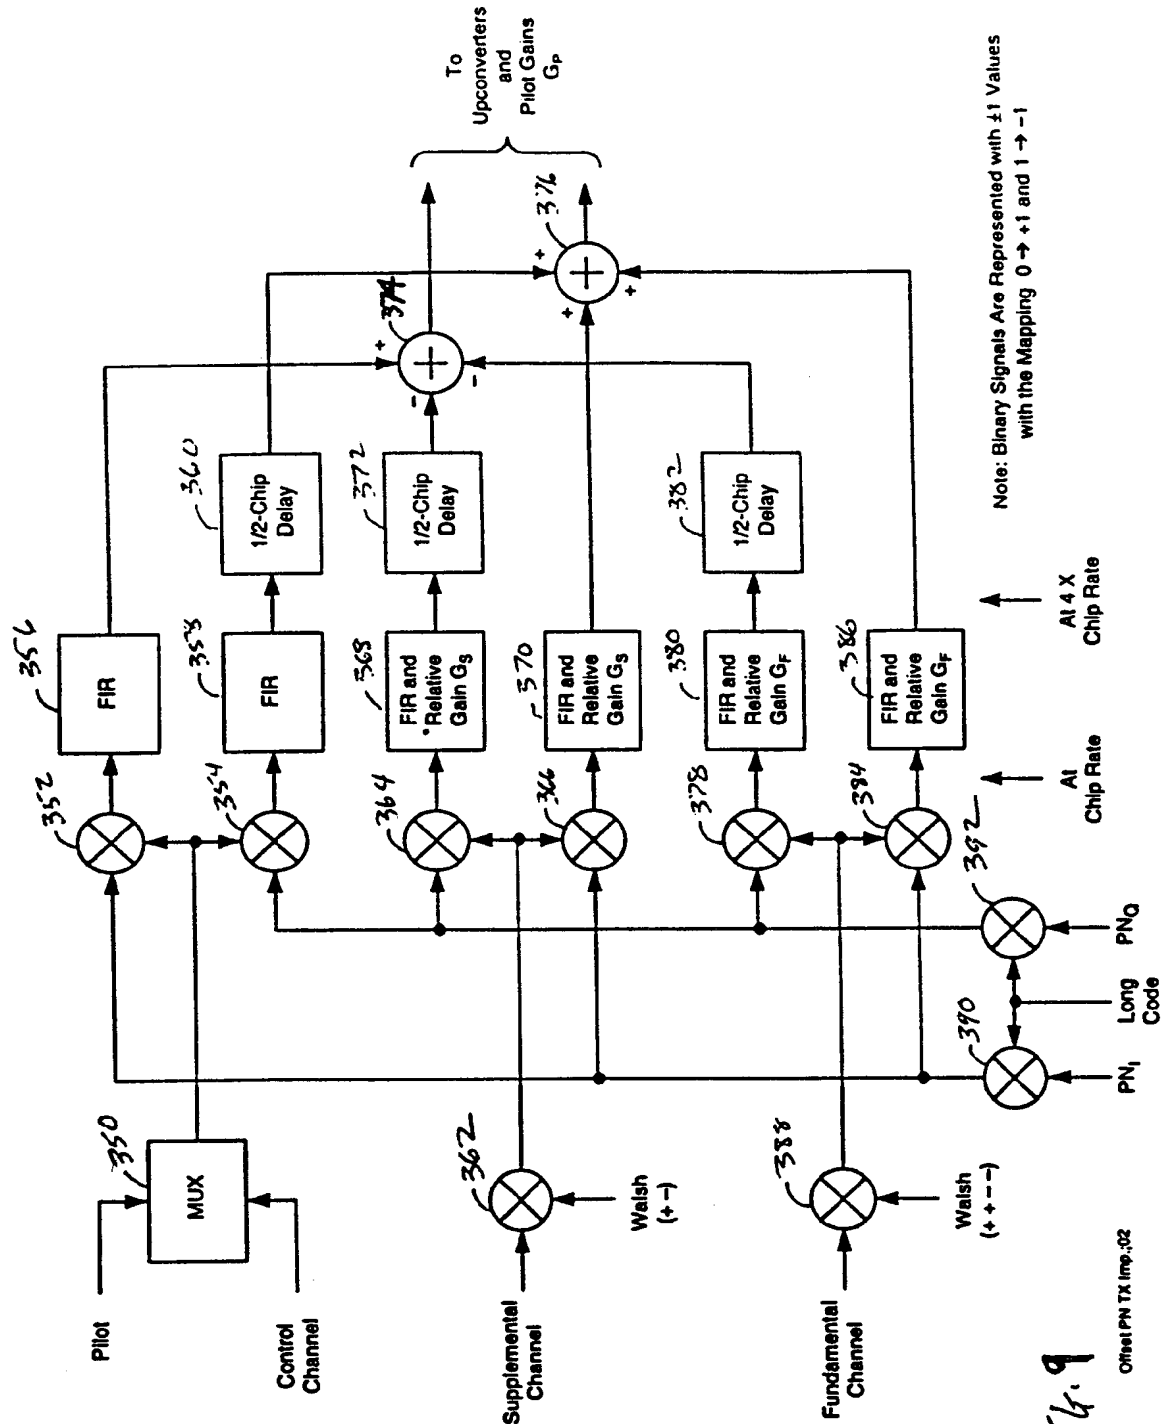 Pilot
Control
Channel
MUX
350
352
354
FIR
356
FIR
358
1/2-Chip
Delay
360
Supplemental
Channel
Walsh
(+ -)
362
364
366
FIR and
Relative
Gain GS
368
FIR and
Relative
Gain GS
370
1/2-Chip
Delay
372
374
+
-
-
376
+
+
+
To
Upconverters
and
Pilot Gains
GP
Fundamental
Channel
Walsh
(+ + - -)
388
378
384
FIR and
Relative
Gain GF
380
FIR and
Relative
Gain GF
386
1/2-Chip
Delay
382
390
392
PNI
Long
Code
PNQ
At
Chip Rate
At 4 X
Chip Rate
Note: Binary Signals Are Represented with ±1 Values
with the Mapping 0 → +1 and 1 → -1
Offset PN TX Imp.;02
9